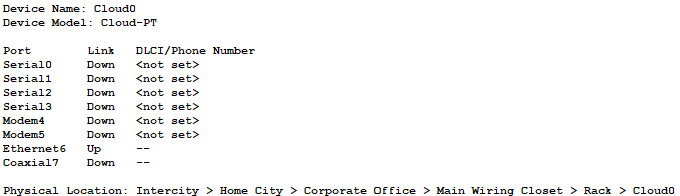 Device Name: Cloud0
Device Model: Cloud-PT
Port Link DLCI/Phone Number
Serial0 Down <not set>
Serial1 Down <not set>
Serial2 Down <not set>
Serial3 Down <not set>
Modem4 Down <not set>
Modem5 Down <not set>
Ethernet6 Up --
Coaxial7 Down --
Physical Location: Intercity > Home City > Corporate Office > Main Wiring Closet > Rack > Cloud0